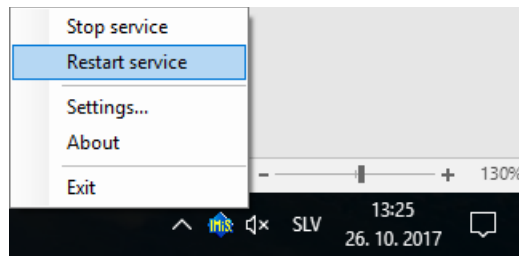 Stop service
Restart service
Settings...
About
Exit
130%
IMiS
SLV
13:25
26. 10. 2017